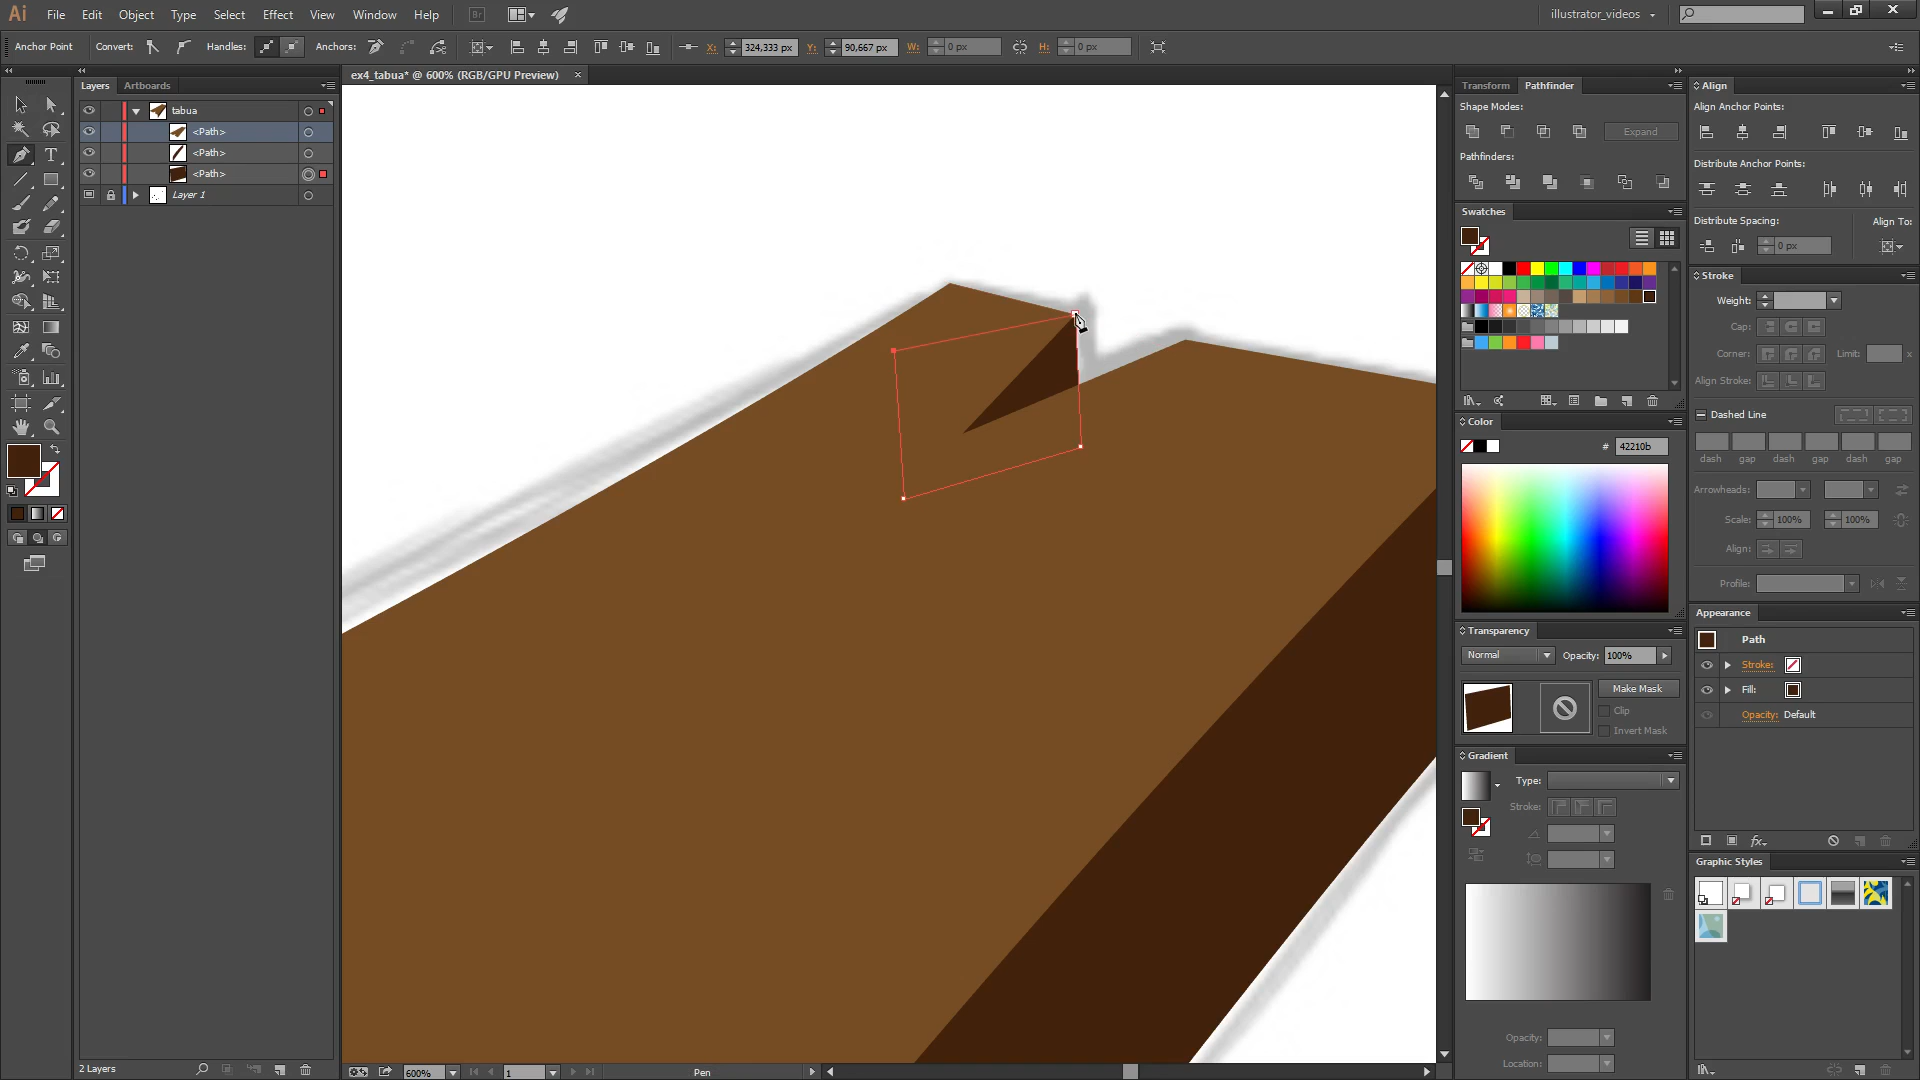 Ai File Edit Object Type Select Effect View Window Help Br illustrator_videos
Anchor Point Convert: Handles: Anchors: X: 324,333 px Y: 90,667 px W: 0 px H: 0 px
Layers Artboards
ex4_tabua* @ 600% (RGB/GPU Preview)
tabua
<Path>
<Path>
<Path>
Layer 1
2 Layers
600%
1
Pen
Transform Pathfinder
Shape Modes:
Expand
Pathfinders:
Swatches
Color
# 42210b
Transparency
Normal Opacity: 100%
Make Mask
Clip
Invert Mask
Gradient
Type:
Stroke:
Opacity:
Location:
Align
Align Anchor Points:
Distribute Anchor Points:
Distribute Spacing: Align To:
0 px
Stroke
Weight:
Cap:
Corner: Limit: x
Align Stroke:
Dashed Line
dash gap dash gap dash gap
Arrowheads:
Scale: 100% 100%
Align:
Profile:
Appearance
Path
Stroke:
Fill:
Opacity: Default
fx
Graphic Styles